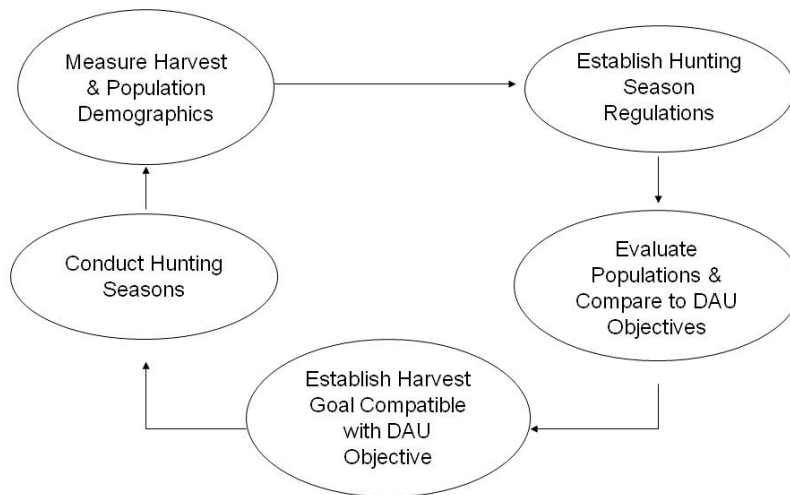 Measure Harvest
& Population
Demographics
Establish Hunting
Season
Regulations
Evaluate
Populations &
Compare to DAU
Objectives
Establish Harvest
Goal Compatible
with DAU
Objective
Conduct Hunting
Seasons